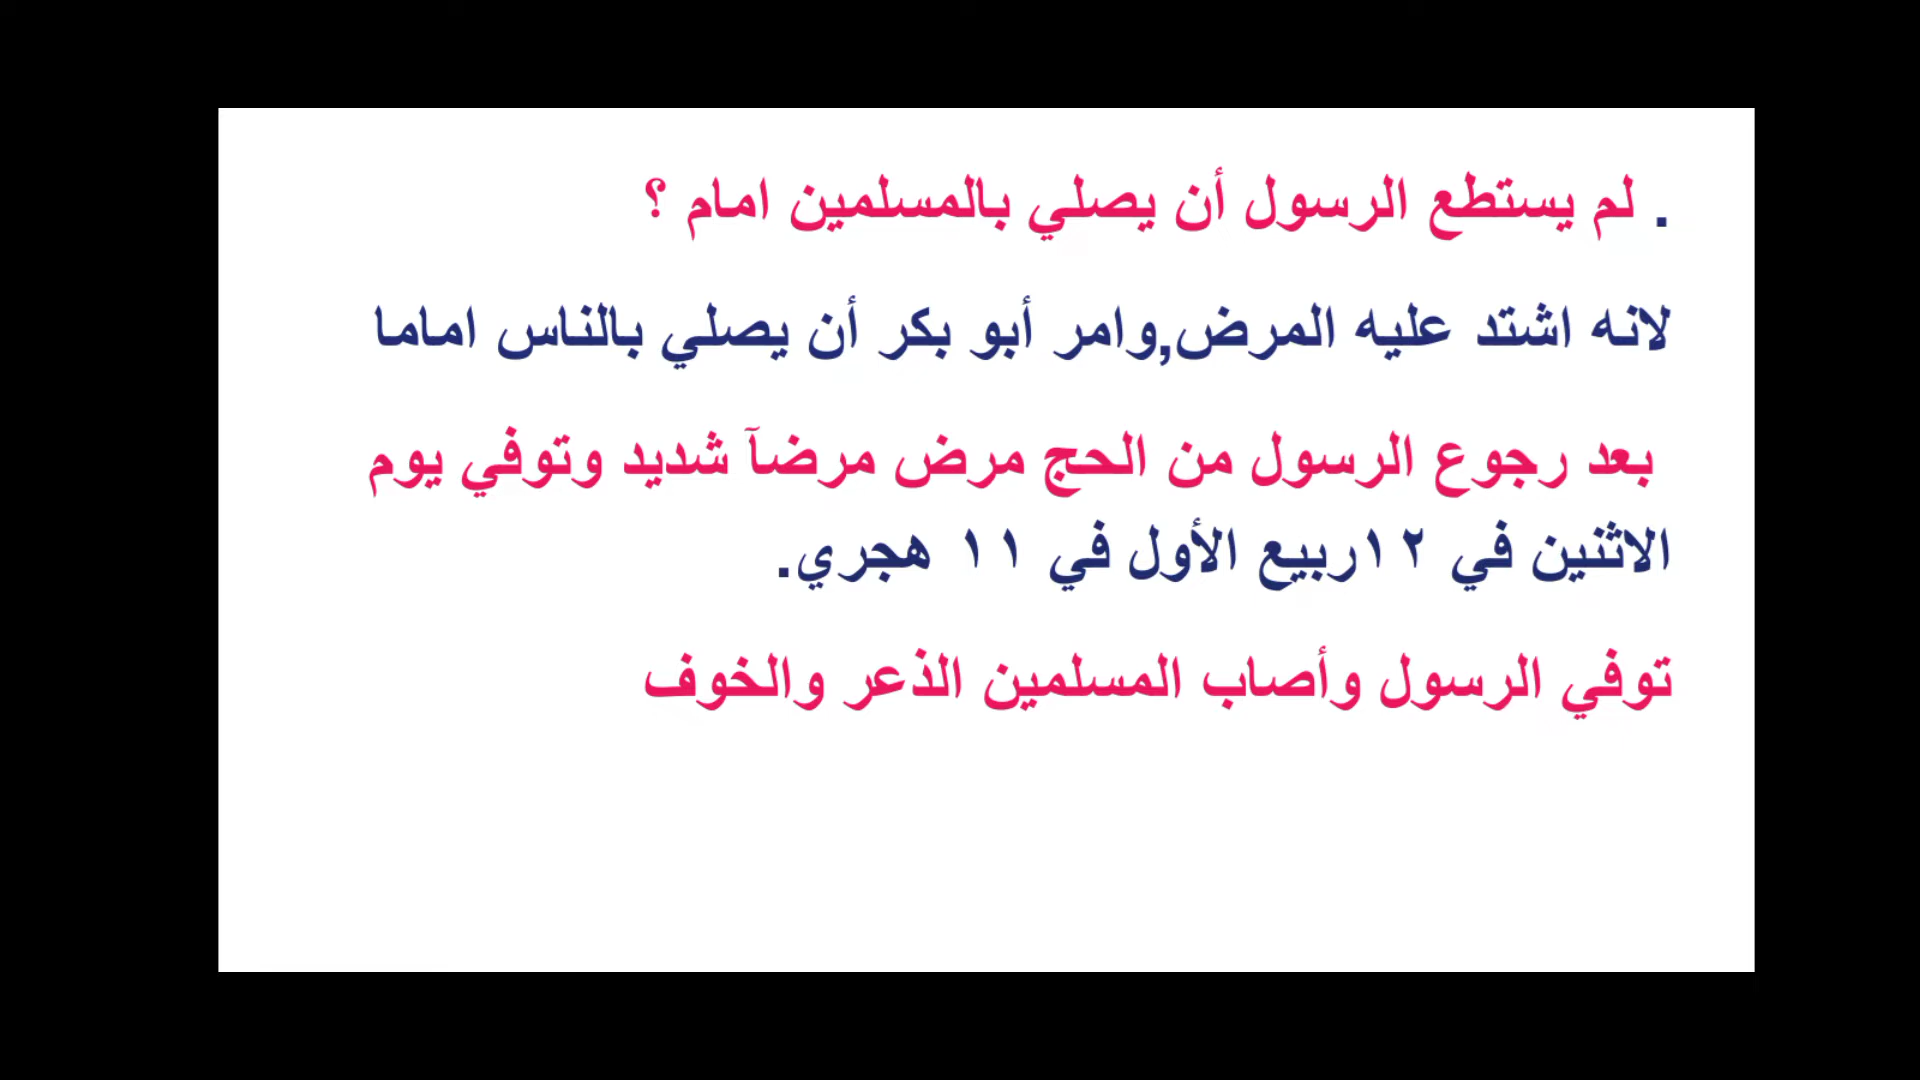 . لم يستطع الرسول أن يصلي بالمسلمين امام ؟
لانه اشتد عليه المرض,وامر أبو بكر أن يصلي بالناس اماما
بعد رجوع الرسول من الحج مرض مرضآ شديد وتوفي يوم
الاثنين في ١٢ربيع الأول في ١١ هجري.
توفي الرسول وأصاب المسلمين الذعر والخوف